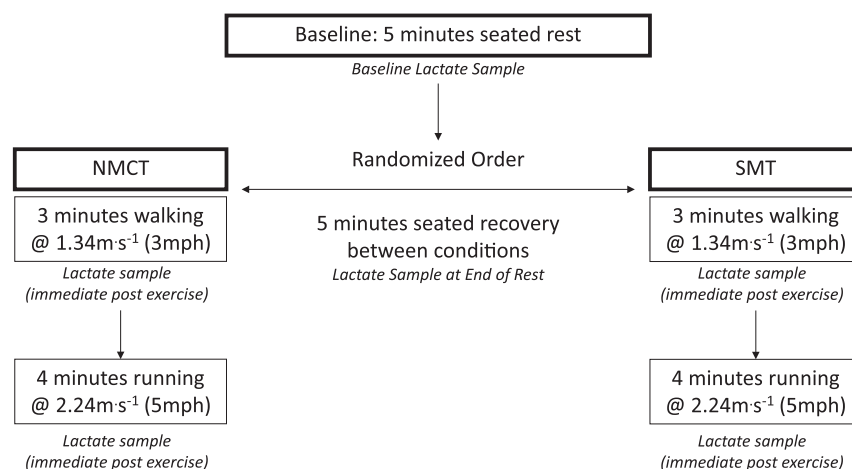 Baseline: 5 minutes seated rest
Baseline Lactate Sample
Randomized Order
NMCT
3 minutes walking
@ 1.34m·s⁻¹ (3mph)
Lactate sample
(immediate post exercise)
4 minutes running
@ 2.24m·s⁻¹ (5mph)
Lactate sample
(immediate post exercise)
5 minutes seated recovery
between conditions
Lactate Sample at End of Rest
SMT
3 minutes walking
@ 1.34m·s⁻¹ (3mph)
Lactate sample
(immediate post exercise)
4 minutes running
@ 2.24m·s⁻¹ (5mph)
Lactate sample
(immediate post exercise)